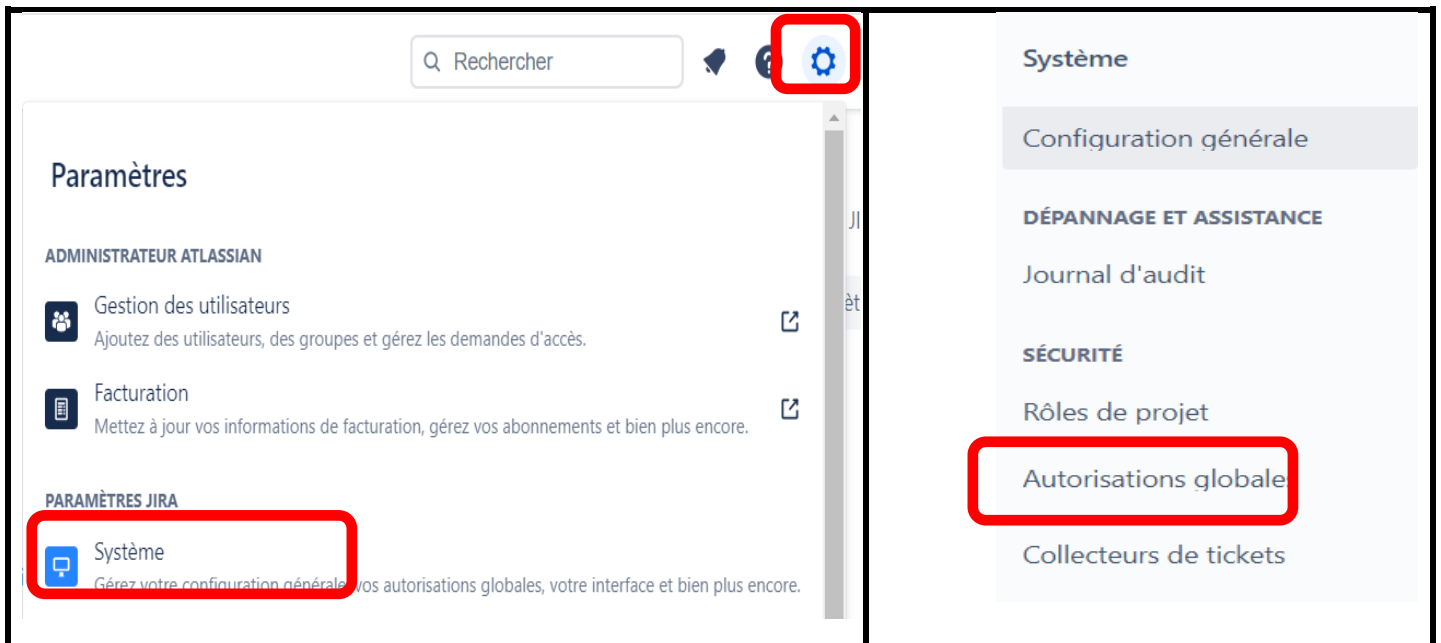 Rechercher
Paramètres
ADMINISTRATEUR ATLASSIAN
Gestion des utilisateurs
Ajoutez des utilisateurs, des groupes et gérez les demandes d'accès.
Facturation
Mettez à jour vos informations de facturation, gérez vos abonnements et bien plus encore.
PARAMÈTRES JIRA
Système
Gérez votre configuration générale, vos autorisations globales, votre interface et bien plus encore.
JI
èt
Système
Configuration générale
DÉPANNAGE ET ASSISTANCE
Journal d'audit
SÉCURITÉ
Rôles de projet
Autorisations globales
Collecteurs de tickets